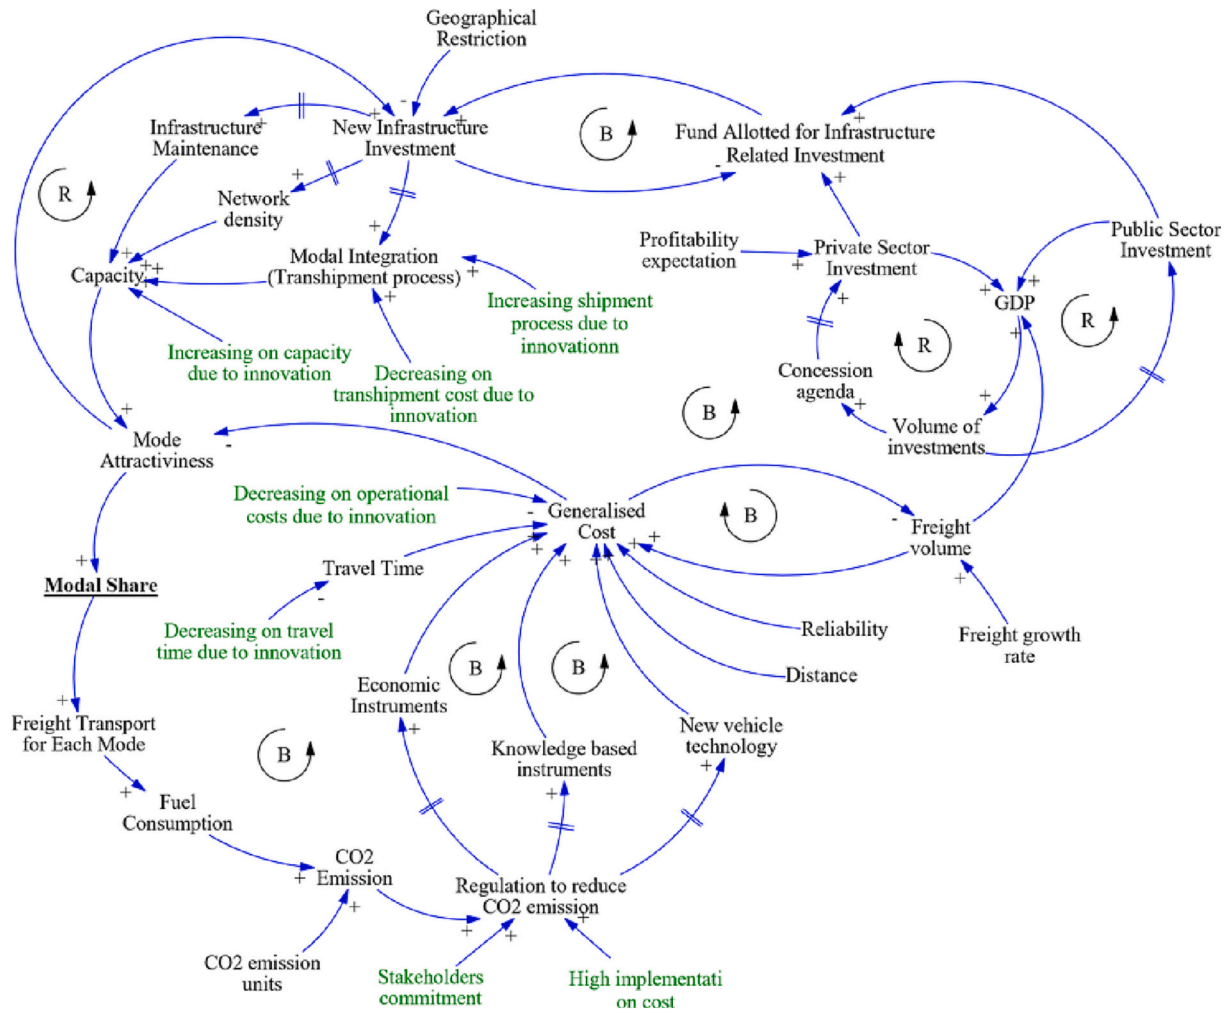 Geographical
Restriction
Infrastructure
Maintenance
New Infrastructure
Investment
B
Fund Allotted for Infrastructure
Related Investment
R
Network
density
Profitability
expectation
Private Sector
Investment
Public Sector
Investment
Capacity
Modal Integration
(Transhipment process)
GDP
Increasing shipment
process due to
innovationn
R
R
Increasing on capacity
due to innovation
Decreasing on
transhipment cost due to
innovation
Concession
agenda
B
Volume of
investments
Mode
Attractiviness
Decreasing on operational
costs due to innovation
Generalised
Cost
B
Freight
volume
Travel Time
Modal Share
Decreasing on travel
time due to innovation
Reliability
Freight growth
rate
B
B
Distance
Economic
Instruments
Freight Transport
for Each Mode
B
Knowledge based
instruments
New vehicle
technology
Fuel
Consumption
CO2
Emission
Regulation to reduce
CO2 emission
CO2 emission
units
Stakeholders
commitment
High implementati
on cost